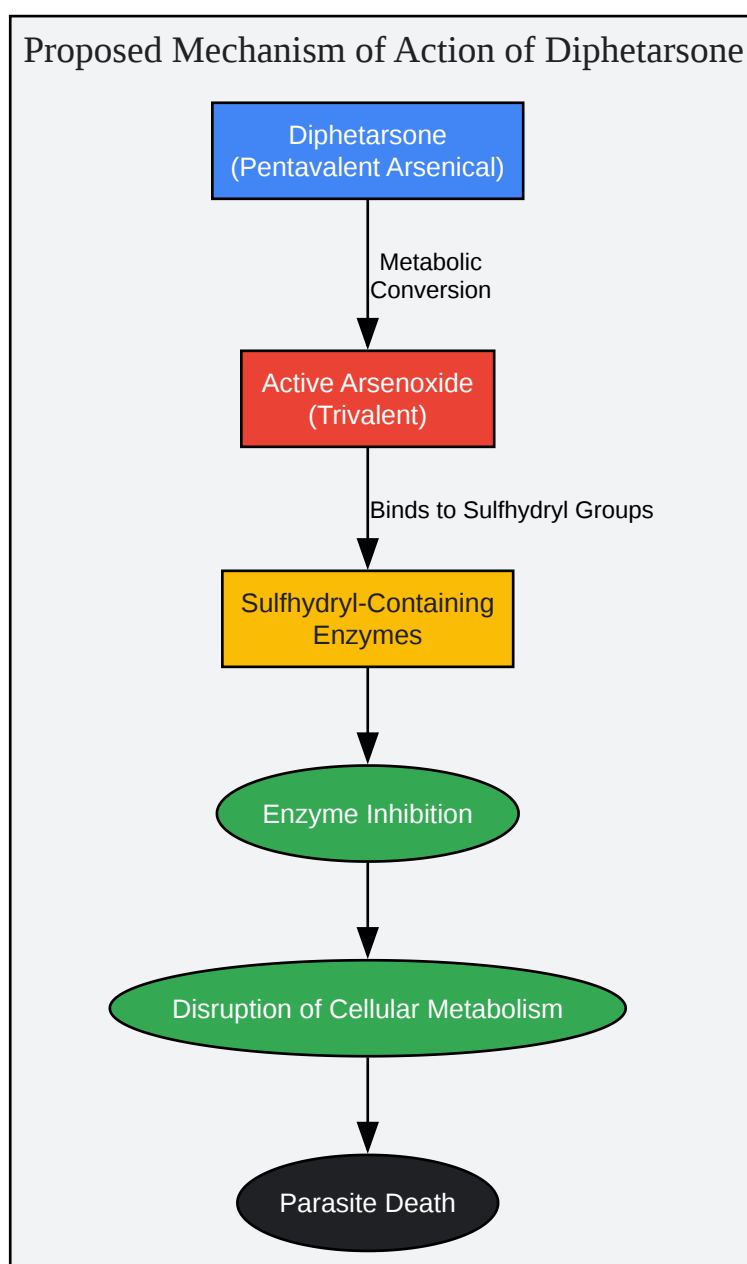 Proposed Mechanism of Action of Diphetarsone
Diphetarsone
(Pentavalent Arsenical)
Metabolic
Conversion
Active Arsenoxide
(Trivalent)
Binds to Sulfhydryl Groups
Sulfhydryl-Containing
Enzymes
Enzyme Inhibition
Disruption of Cellular Metabolism
Parasite Death